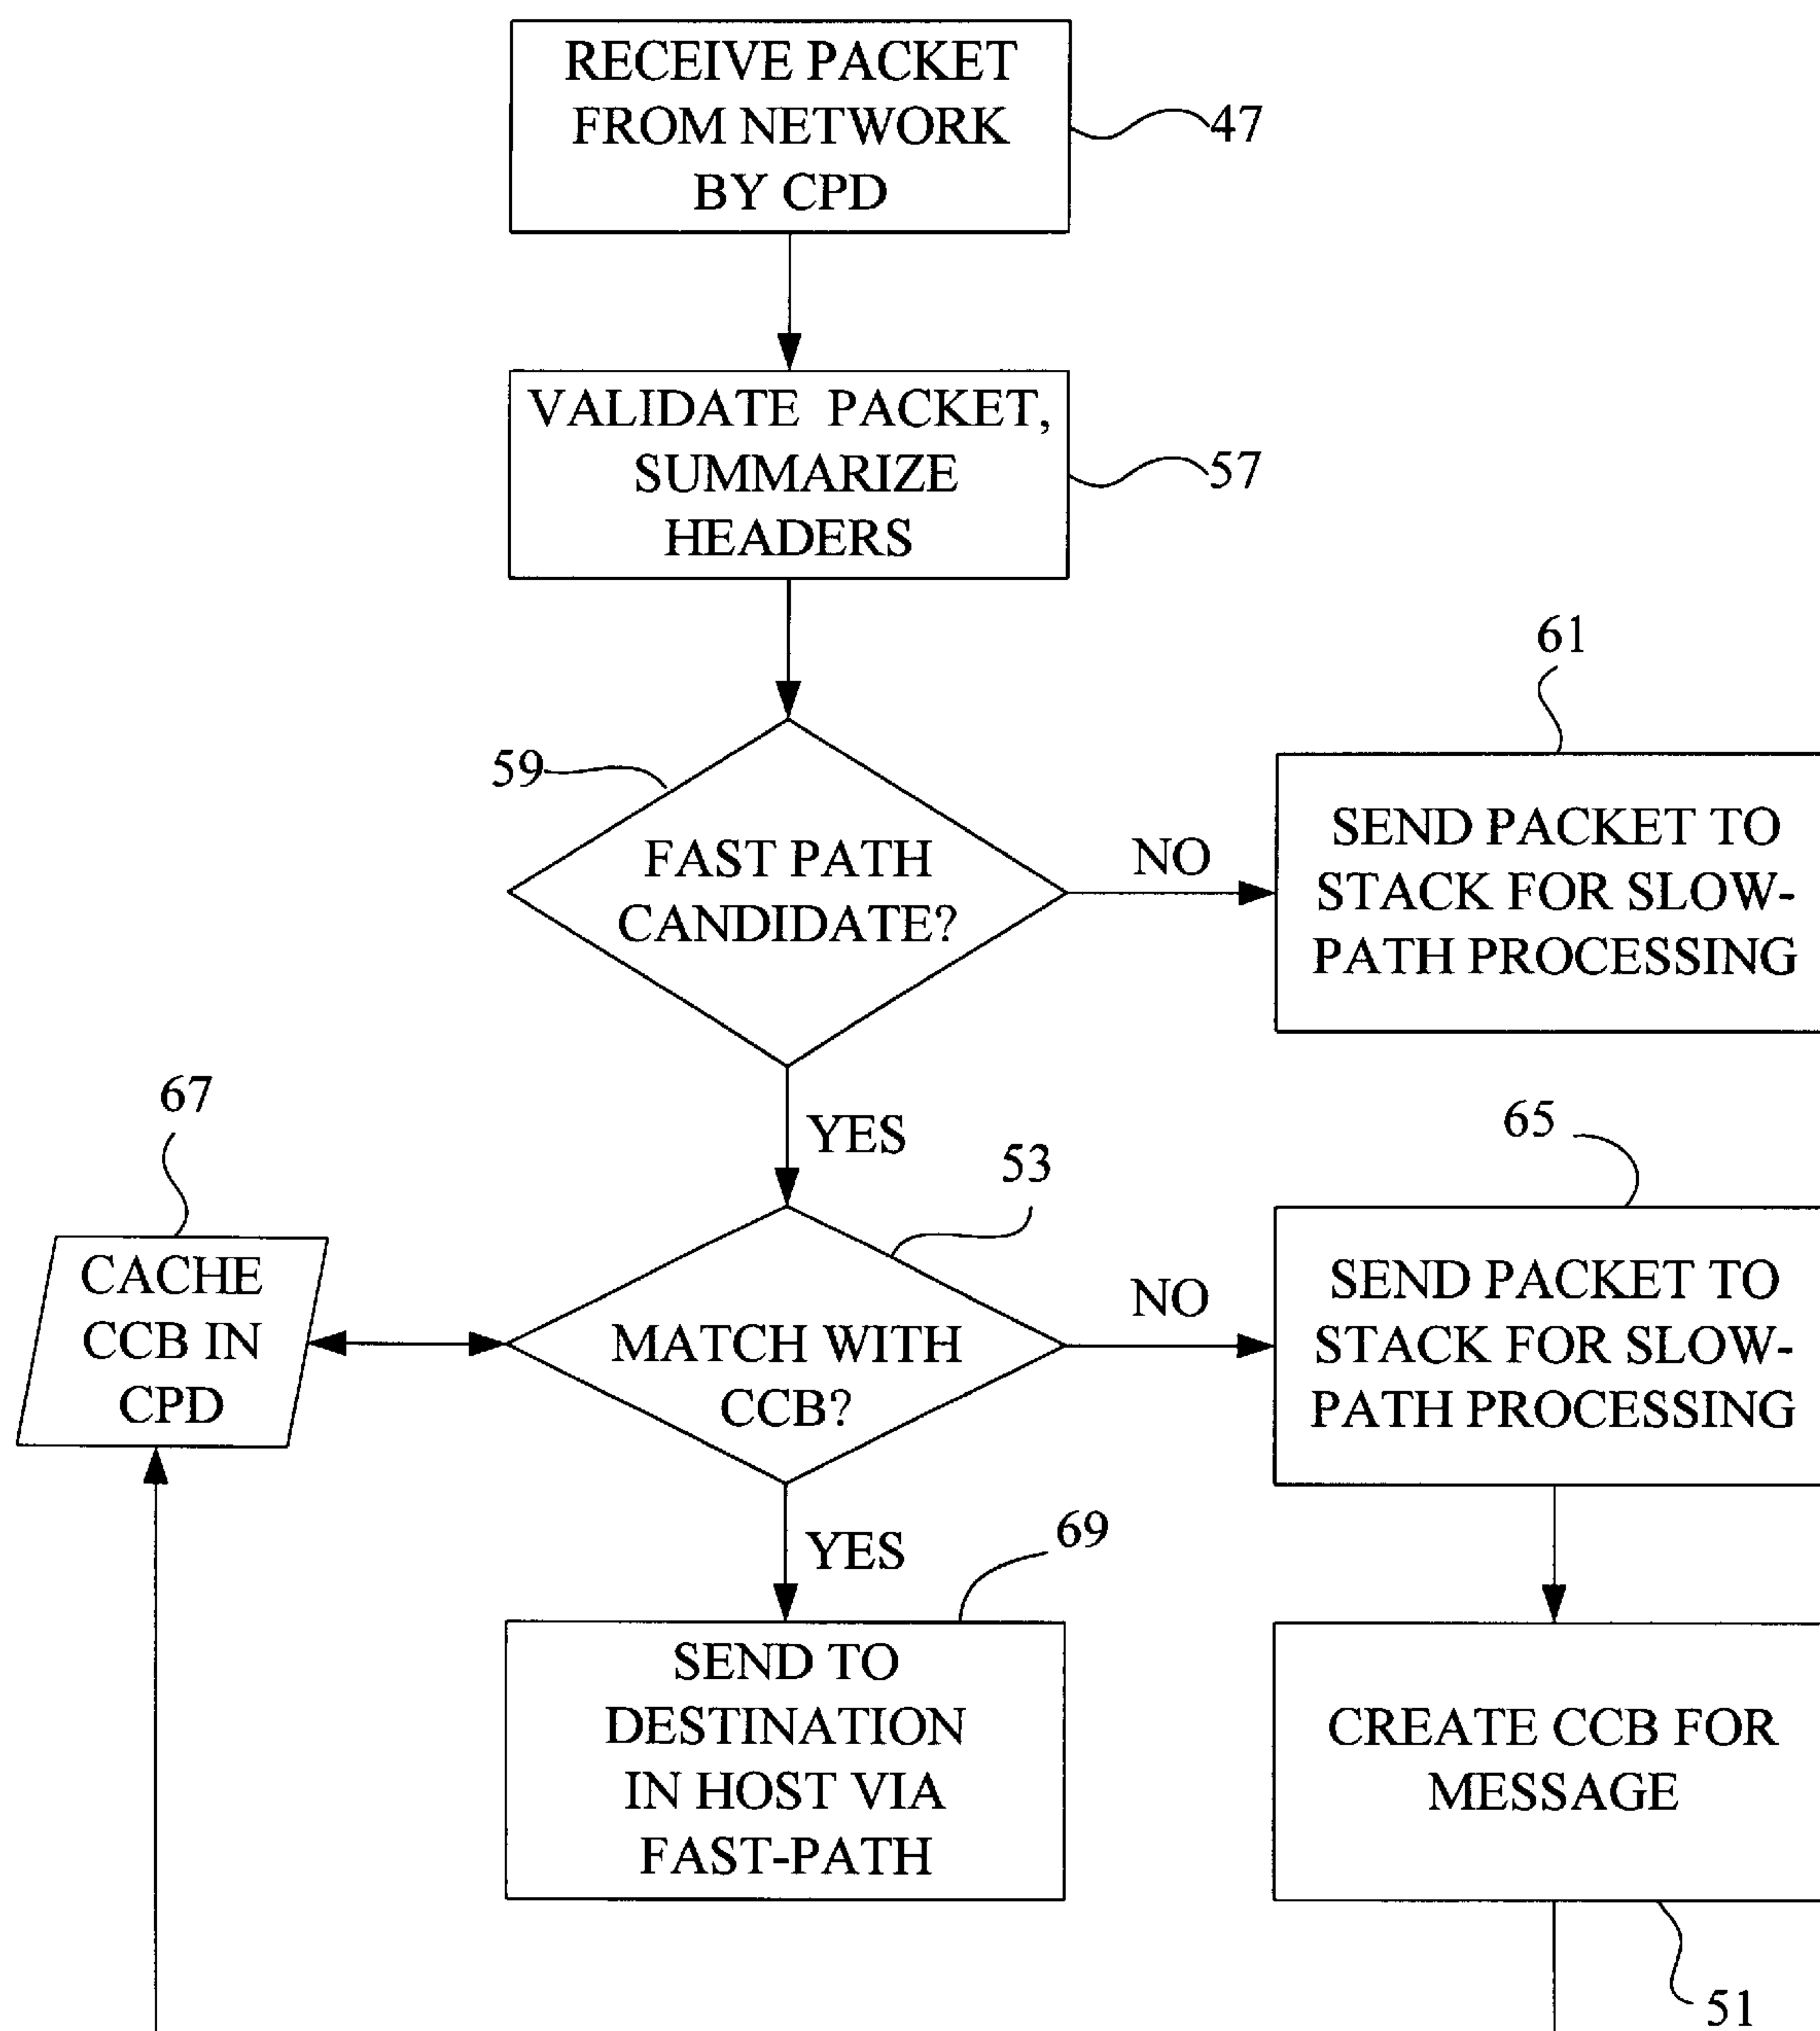 RECEIVE PACKET
FROM NETWORK
BY CPD
47
VALIDATE PACKET,
SUMMARIZE
HEADERS
57
59
FAST PATH
CANDIDATE?
NO
61
SEND PACKET TO
STACK FOR SLOW-
PATH PROCESSING
YES
67
CACHE
CCB IN
CPD
53
MATCH WITH
CCB?
NO
65
SEND PACKET TO
STACK FOR SLOW-
PATH PROCESSING
YES
69
SEND TO
DESTINATION
IN HOST VIA
FAST-PATH
CREATE CCB FOR
MESSAGE
51